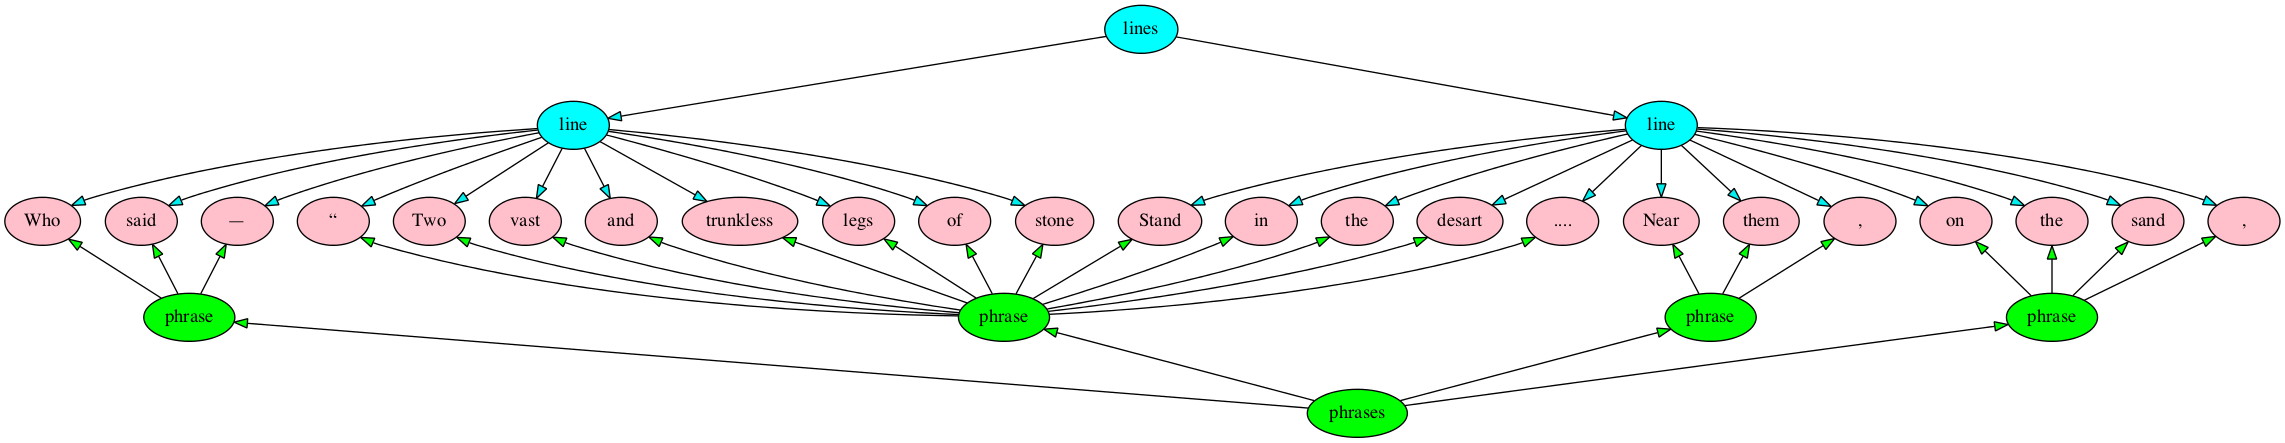 lines
line line
Who said — “ Two vast and trunkless legs of stone Stand in the desart .... Near them , on the sand ,
phrase phrase phrase phrase
phrases